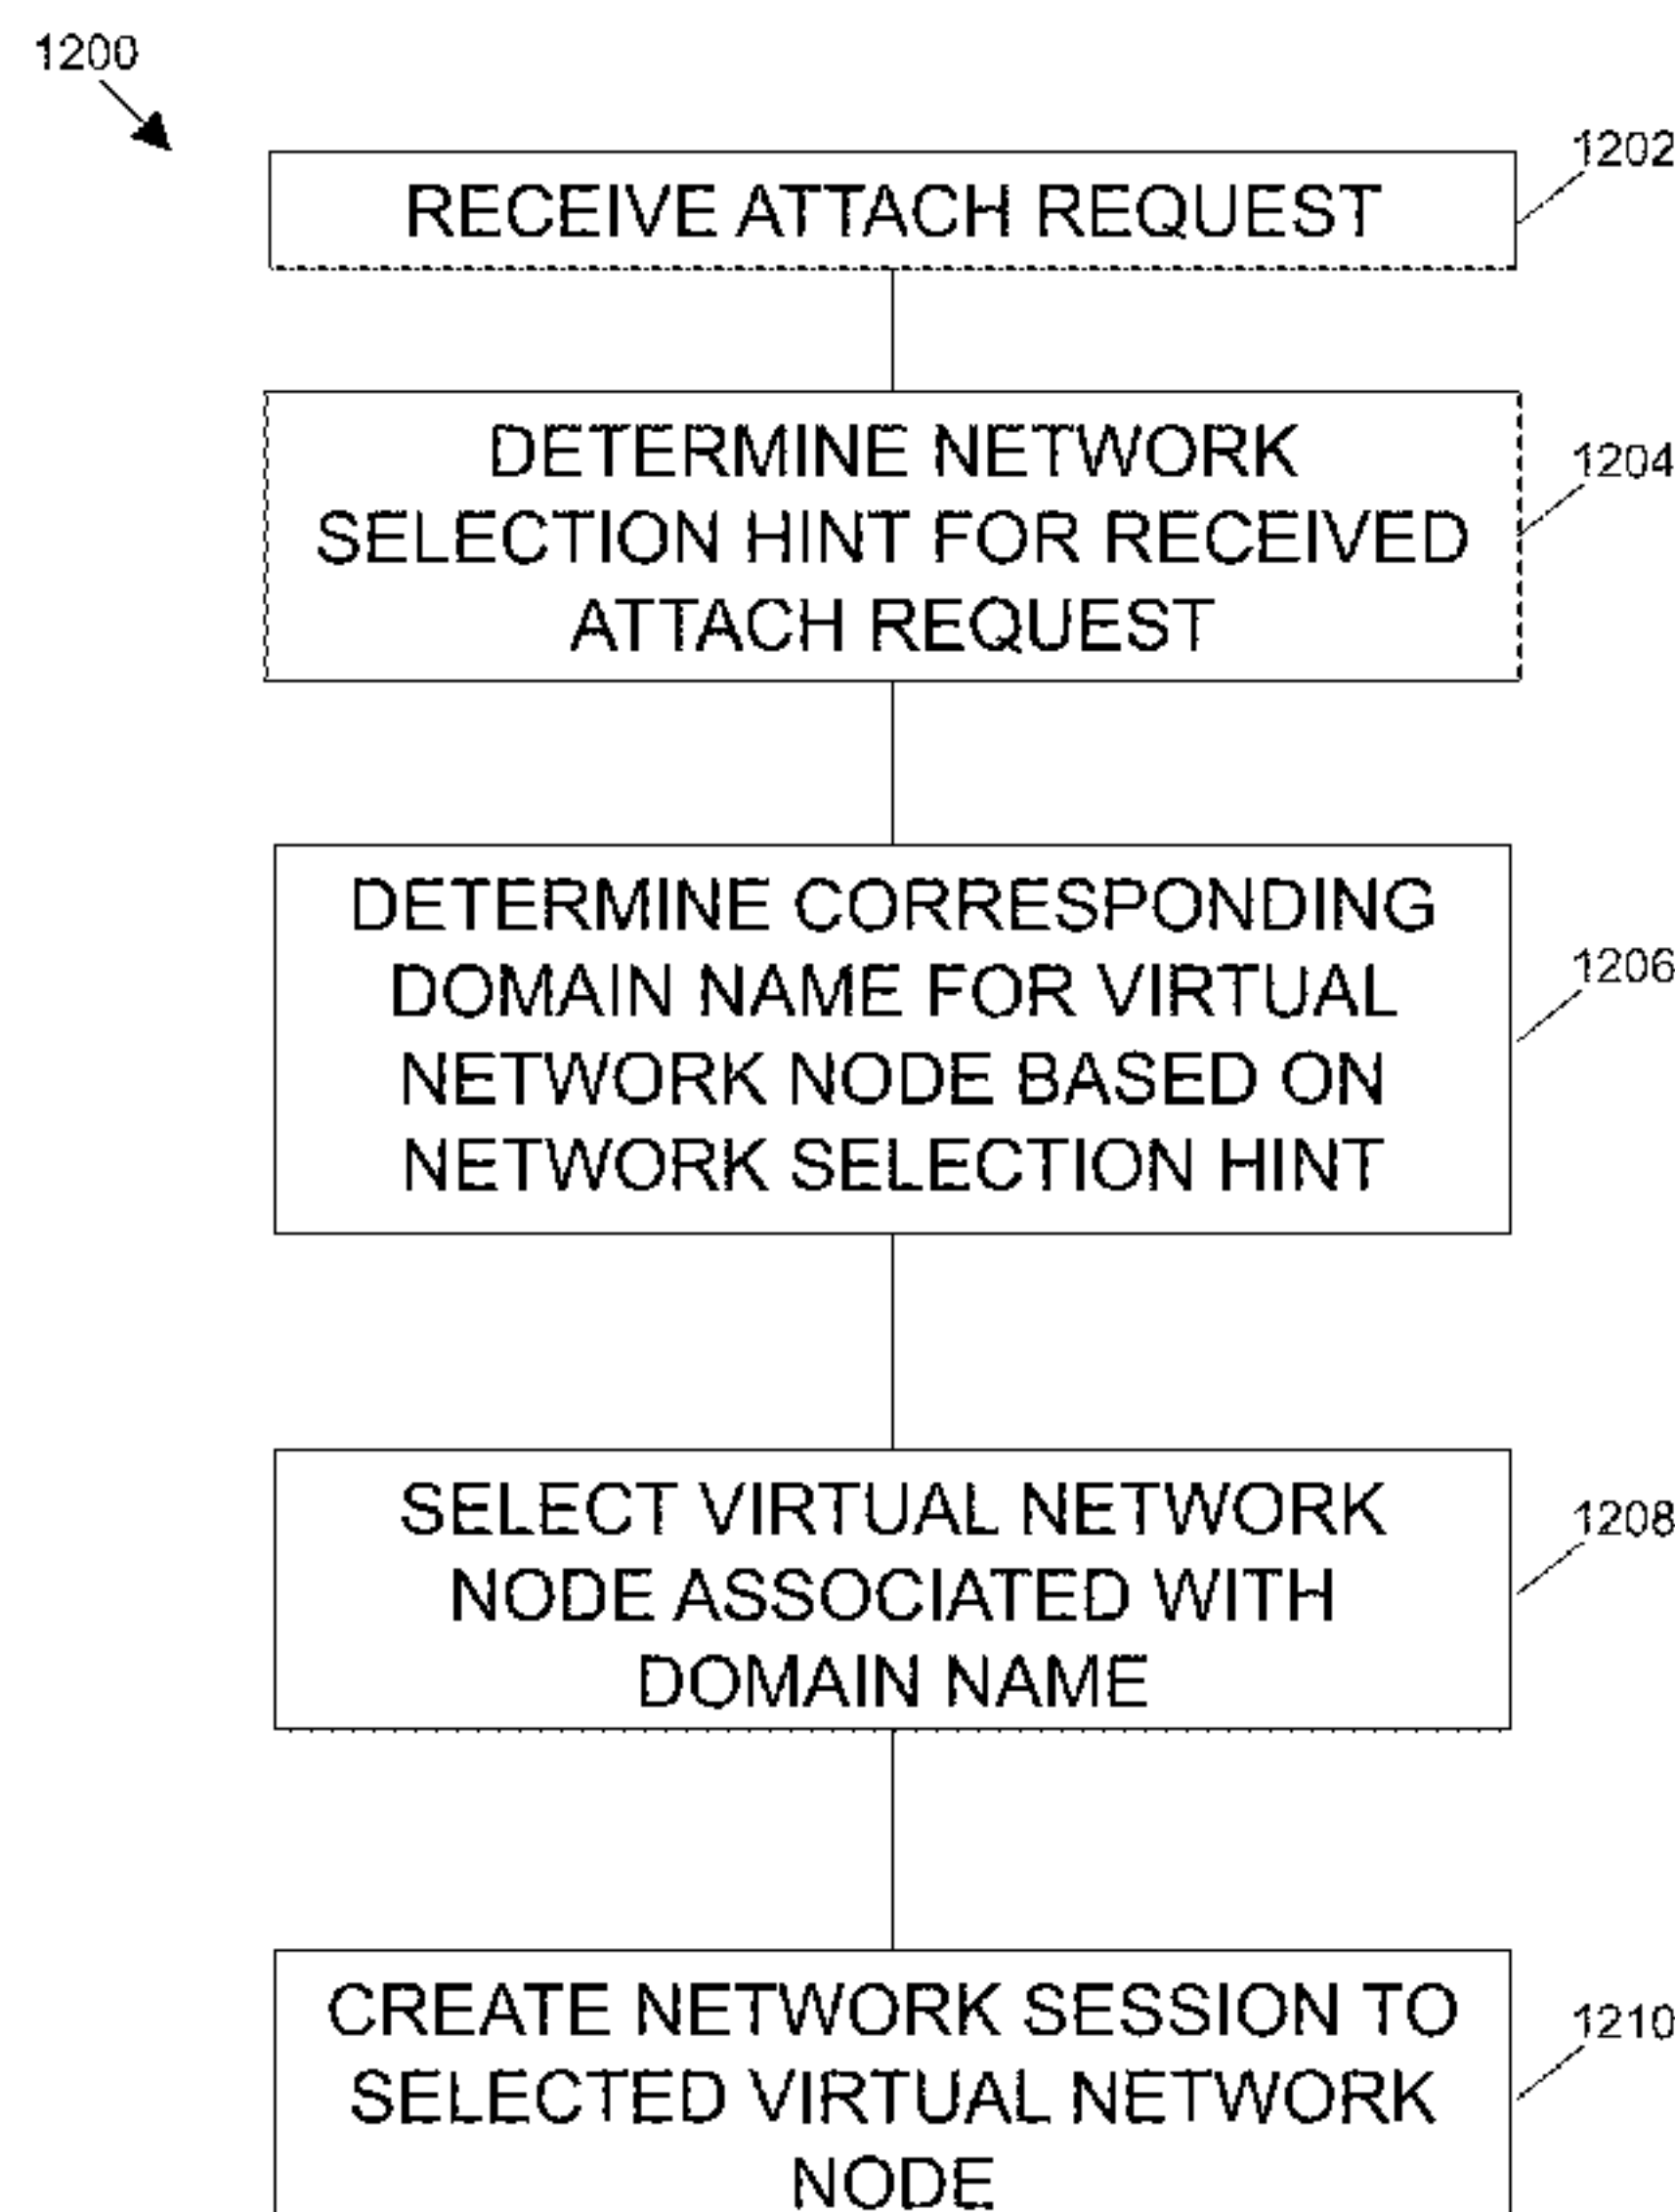 1200
1202
RECEIVE ATTACH REQUEST
DETERMINE NETWORK
1204
SELECTION HINT FOR RECEIVED
ATTACH REQUEST
DETERMINE CORRESPONDING
DOMAIN NAME FOR VIRTUAL
1206
NETWORK NODE BASED ON
NETWORK SELECTION HINT
SELECT VIRTUAL NETWORK
1208
NODE ASSOCIATED WITH
DOMAIN NAME
CREATE NETWORK SESSION TO
1210
SELECTED VIRTUAL NETWORK
NODE